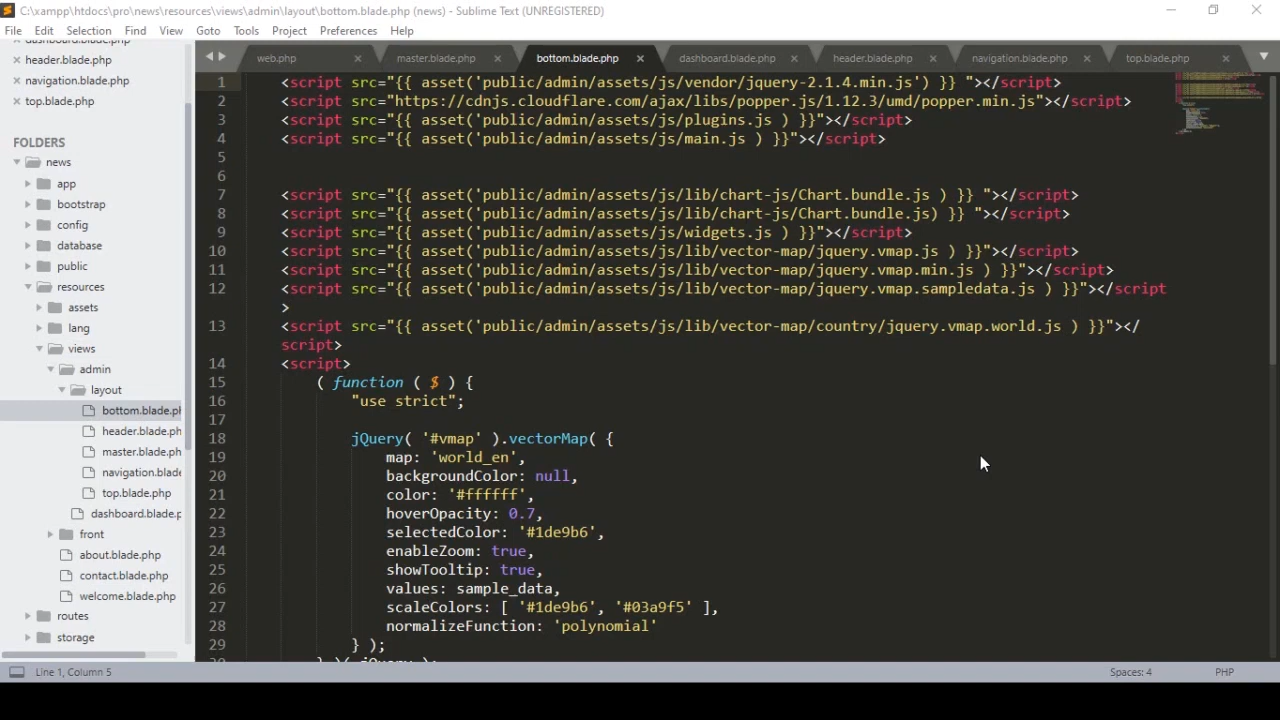 C:\xampp\htdocs\pro\news\resources\views\admin\layout\bottom.blade.php (news) - Sublime Text (UNREGISTERED)
File Edit Selection Find View Goto Tools Project Preferences Help
dashboard.blade.php
header.blade.php
navigation.blade.php
top.blade.php
FOLDERS
news
app
bootstrap
config
database
public
resources
assets
lang
views
admin
layout
bottom.blade.ph
header.blade.ph
master.blade.ph
navigation.blade
top.blade.php
dashboard.blade.p
front
about.blade.php
contact.blade.php
welcome.blade.php
routes
storage
web.php master.blade.php bottom.blade.php dashboard.blade.php header.blade.php navigation.blade.php top.blade.php
1 <script src="{{ asset('public/admin/assets/js/vendor/jquery-2.1.4.min.js') }} "></script>
2 <script src="https://cdnjs.cloudflare.com/ajax/libs/popper.js/1.12.3/umd/popper.min.js"></script>
3 <script src="{{ asset('public/admin/assets/js/plugins.js ) }}"></script>
4 <script src="{{ asset('public/admin/assets/js/main.js ) }}"></script>
5
6
7 <script src="{{ asset('public/admin/assets/js/lib/chart-js/Chart.bundle.js ) }} "></script>
8 <script src="{{ asset('public/admin/assets/js/lib/chart-js/Chart.bundle.js) }} "></script>
9 <script src="{{ asset('public/admin/assets/js/widgets.js ) }}"></script>
10 <script src="{{ asset('public/admin/assets/js/lib/vector-map/jquery.vmap.js ) }}"></script>
11 <script src="{{ asset('public/admin/assets/js/lib/vector-map/jquery.vmap.min.js ) }}"></script>
12 <script src="{{ asset('public/admin/assets/js/lib/vector-map/jquery.vmap.sampledata.js ) }}"></script
>
13 <script src="{{ asset('public/admin/assets/js/lib/vector-map/country/jquery.vmap.world.js ) }}"></
script>
14 <script>
15 ( function ( $ ) {
16 "use strict";
17
18 jQuery( '#vmap' ).vectorMap( {
19 map: 'world_en',
20 backgroundColor: null,
21 color: '#ffffff',
22 hoverOpacity: 0.7,
23 selectedColor: '#1de9b6',
24 enableZoom: true,
25 showTooltip: true,
26 values: sample_data,
27 scaleColors: [ '#1de9b6', '#03a9f5' ],
28 normalizeFunction: 'polynomial'
29 } );
30 } )( jQuery );
Line 1, Column 5 Spaces: 4 PHP